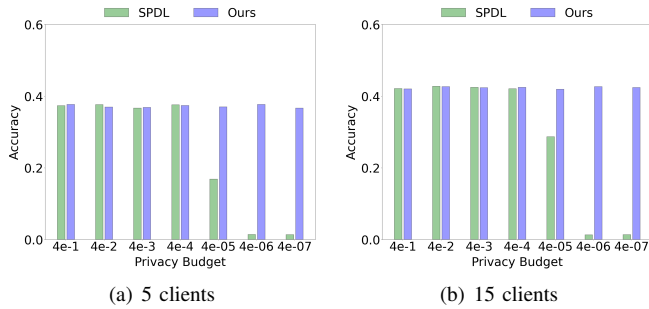 SPDL Ours
0.6
0.4
0.2
0.0
Accuracy
4e-1 4e-2 4e-3 4e-4 4e-05 4e-06 4e-07
Privacy Budget
(a) 5 clients
SPDL Ours
0.6
0.4
0.2
0.0
Accuracy
4e-1 4e-2 4e-3 4e-4 4e-05 4e-06 4e-07
Privacy Budget
(b) 15 clients